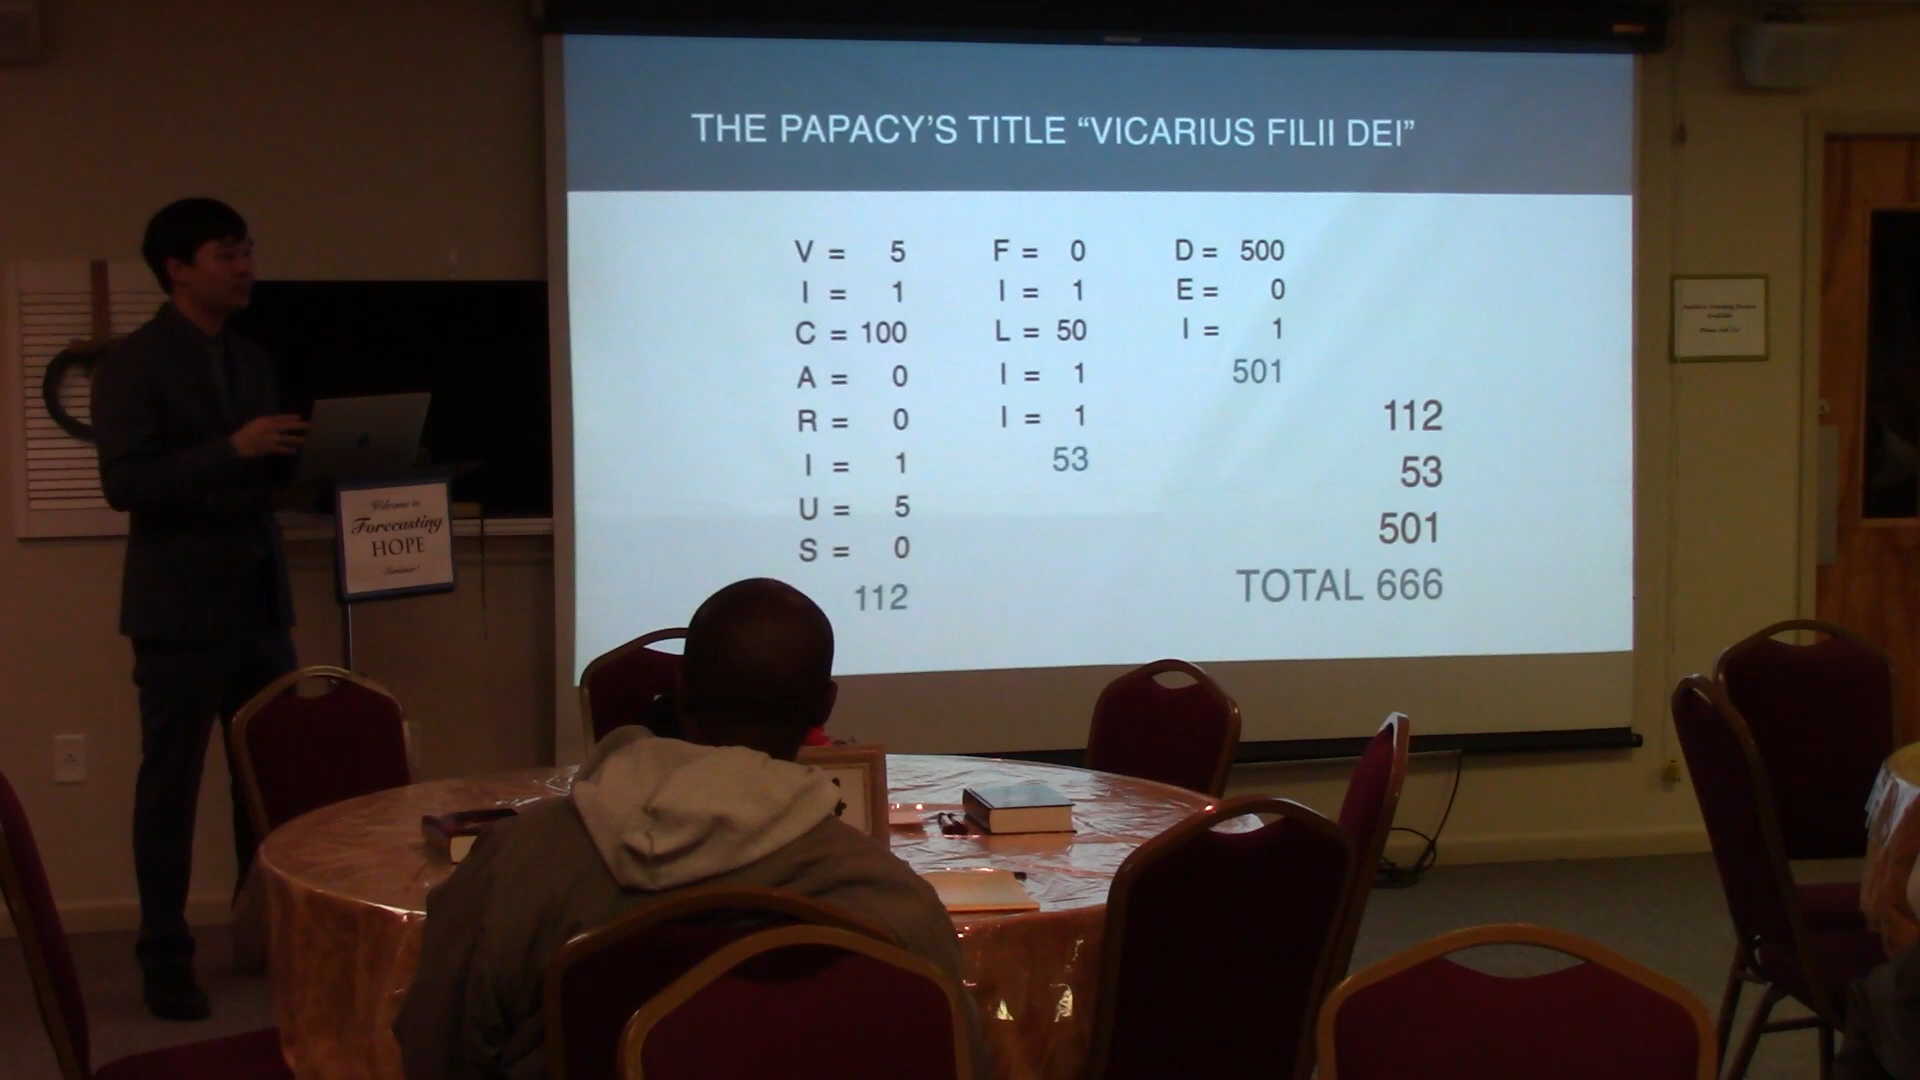 THE PAPACY'S TITLE “VICARIUS FILII DEI”
V = 5
I = 1
C = 100
A = 0
R = 0
I = 1
U = 5
S = 0
112
F = 0
I = 1
L = 50
I = 1
I = 1
53
D = 500
E = 0
I = 1
501
112
53
501
TOTAL 666
Welcome to
Forecasting
HOPE